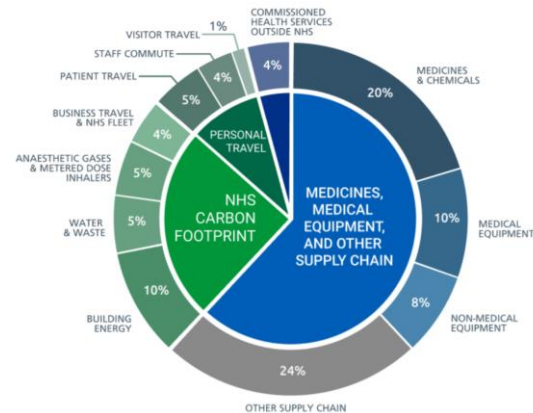 COMMISSIONED
HEALTH SERVICES
OUTSIDE NHS
4%
MEDICINES
& CHEMICALS
20%
MEDICAL
EQUIPMENT
10%
NON-MEDICAL
EQUIPMENT
8%
OTHER SUPPLY CHAIN
24%
BUILDING
ENERGY
10%
WATER
& WASTE
5%
ANAESTHETIC GASES
& METERED DOSE
INHALERS
5%
BUSINESS TRAVEL
& NHS FLEET
4%
PATIENT TRAVEL
5%
STAFF COMMUTE
4%
VISITOR TRAVEL
1%
PERSONAL
TRAVEL
NHS
CARBON
FOOTPRINT
MEDICINES,
MEDICAL
EQUIPMENT,
AND OTHER
SUPPLY CHAIN